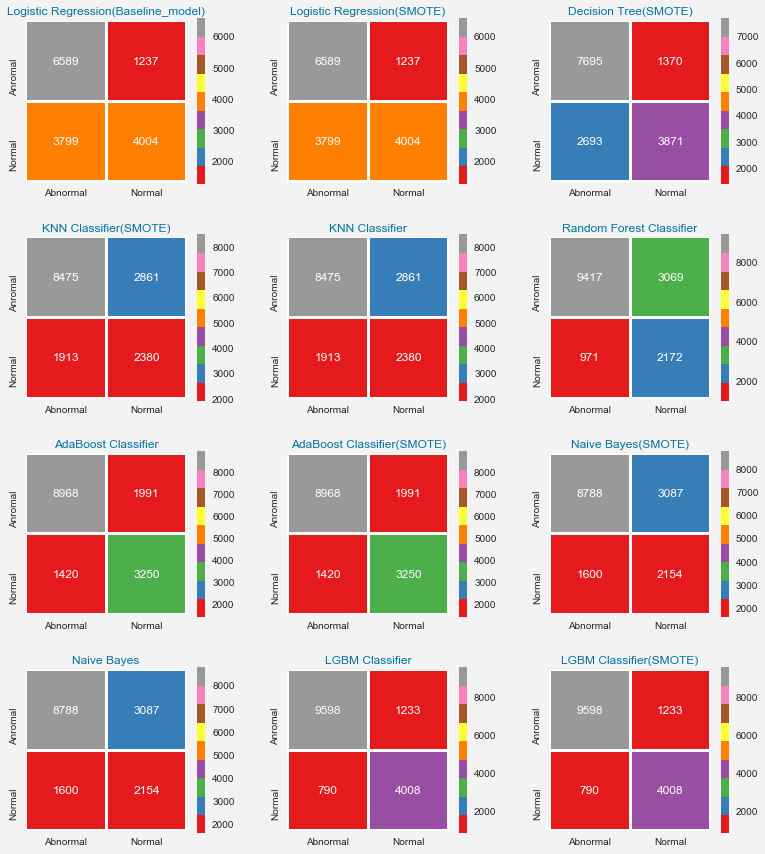 Logistic Regression(Baseline_model)
Anromal
Normal
6589 1237
3799 4004
Abnormal Normal
6000
5000
4000
3000
2000
Logistic Regression(SMOTE)
Anromal
Normal
6589 1237
3799 4004
Abnormal Normal
6000
5000
4000
3000
2000
Decision Tree(SMOTE)
Anromal
Normal
7695 1370
2693 3871
Abnormal Normal
7000
6000
5000
4000
3000
2000
KNN Classifier(SMOTE)
Anromal
Normal
8475 2861
1913 2380
Abnormal Normal
8000
7000
6000
5000
4000
3000
2000
KNN Classifier
Anromal
Normal
8475 2861
1913 2380
Abnormal Normal
8000
7000
6000
5000
4000
3000
2000
Random Forest Classifier
Anromal
Normal
9417 3069
971 2172
Abnormal Normal
8000
6000
4000
2000
AdaBoost Classifier
Anromal
Normal
8968 1991
1420 3250
Abnormal Normal
8000
7000
6000
5000
4000
3000
2000
AdaBoost Classifier(SMOTE)
Anromal
Normal
8968 1991
1420 3250
Abnormal Normal
8000
7000
6000
5000
4000
3000
2000
Naive Bayes(SMOTE)
Anromal
Normal
8788 3087
1600 2154
Abnormal Normal
8000
7000
6000
5000
4000
3000
2000
Naive Bayes
Anromal
Normal
8788 3087
1600 2154
Abnormal Normal
8000
7000
6000
5000
4000
3000
2000
LGBM Classifier
Anromal
Normal
9598 1233
790 4008
Abnormal Normal
8000
6000
4000
2000
LGBM Classifier(SMOTE)
Anromal
Normal
9598 1233
790 4008
Abnormal Normal
8000
6000
4000
2000